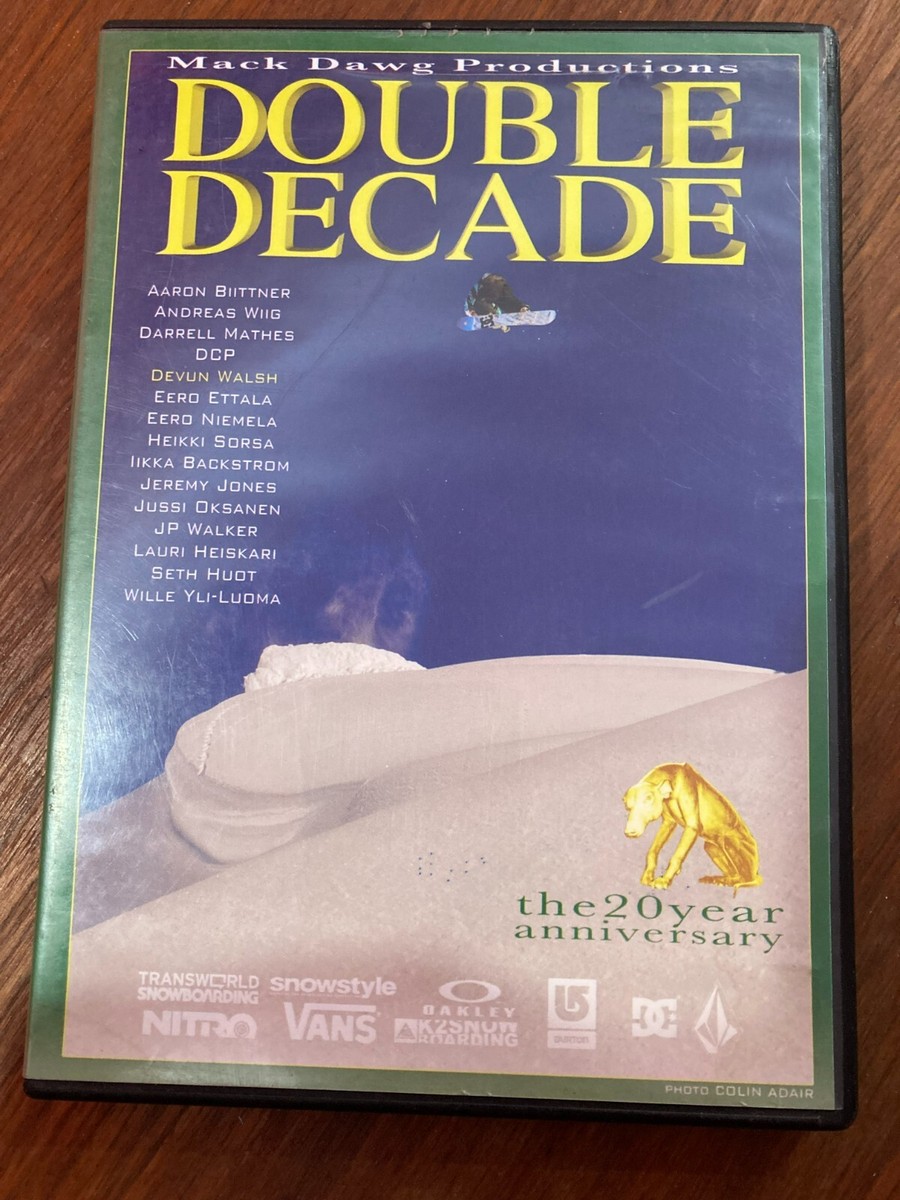 Mack Dawg Productions
DOUBLE
DECADE
AARON BIITTNER
ANDREAS WIIG
DARRELL MATHES
DCP
DEVUN WALSH
EERO ETTALA
EERO NIEMELA
HEIKKI SORSA
IIKKA BACKSTROM
JEREMY JONES
JUSSI OKSANEN
JP WALKER
LAURI HEISKARI
SETH HUOT
WILLE YLI-LUOMA
the20year
anniversary
TRANSWORLD
SNOWBOARDING
snowstyle
OAKLEY
NITRO
VANS
K2SNOW
BOARDING
BURTON
DC
PHOTO COLIN ADAIR